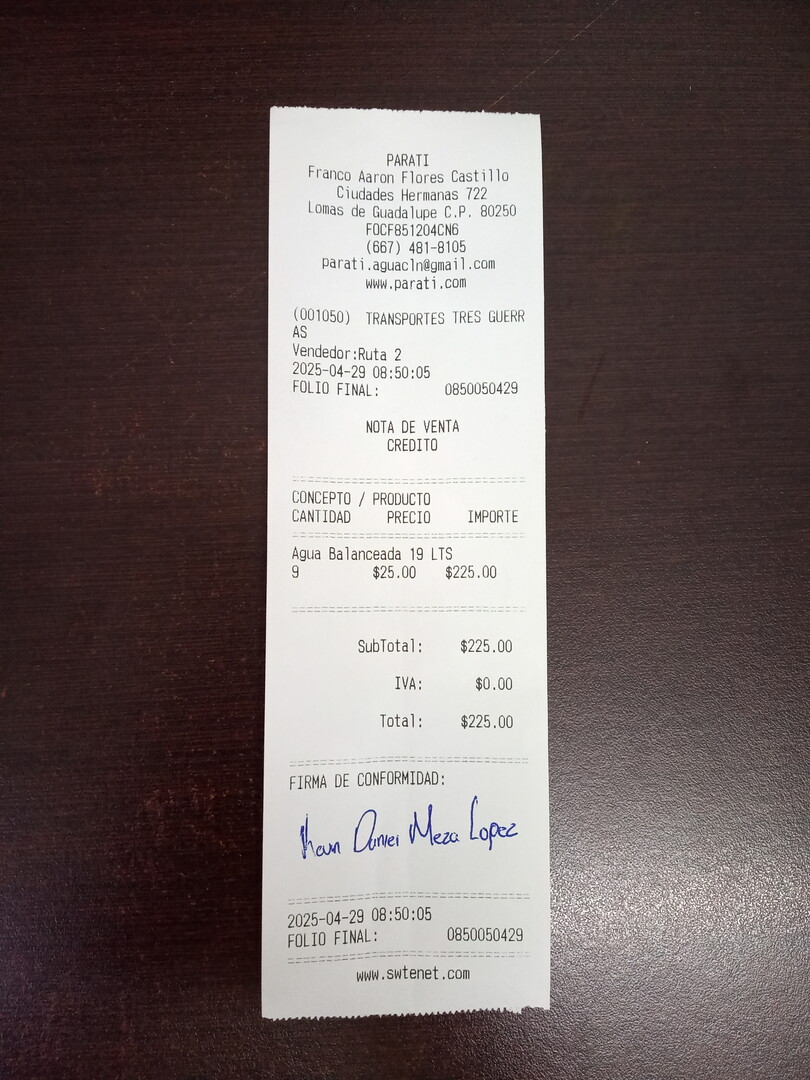 PARATI
Franco Aaron Flores Castillo
Ciudades Hermanas 722
Lomas de Guadalupe C.P. 80250
FOCF851204CN6
(667) 481-8105
parati.aguacln@gmail.com
www.parati.com
(001050) TRANSPORTES TRES GUERR
AS
Vendedor:Ruta 2
2025-04-29 08:50:05
FOLIO FINAL: 0850050429
NOTA DE VENTA
CREDITO
CONCEPTO / PRODUCTO
CANTIDAD PRECIO IMPORTE
Agua Balanceada 19 LTS
9 $25.00 $225.00
SubTotal: $225.00
IVA: $0.00
Total: $225.00
FIRMA DE CONFORMIDAD:
Meza Lopez
2025-04-29 08:50:05
FOLIO FINAL: 0850050429
www.swtenet.com